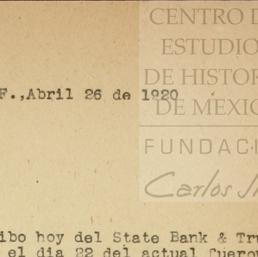 CENTRO D
ESTUDIO
DE HISTOR
F.,Abril 26 de 1920
DE MEXIC
FUNDACI
Carlos
ibo hoy del State Bank & Tru
el dia 22 del actual Cuerov